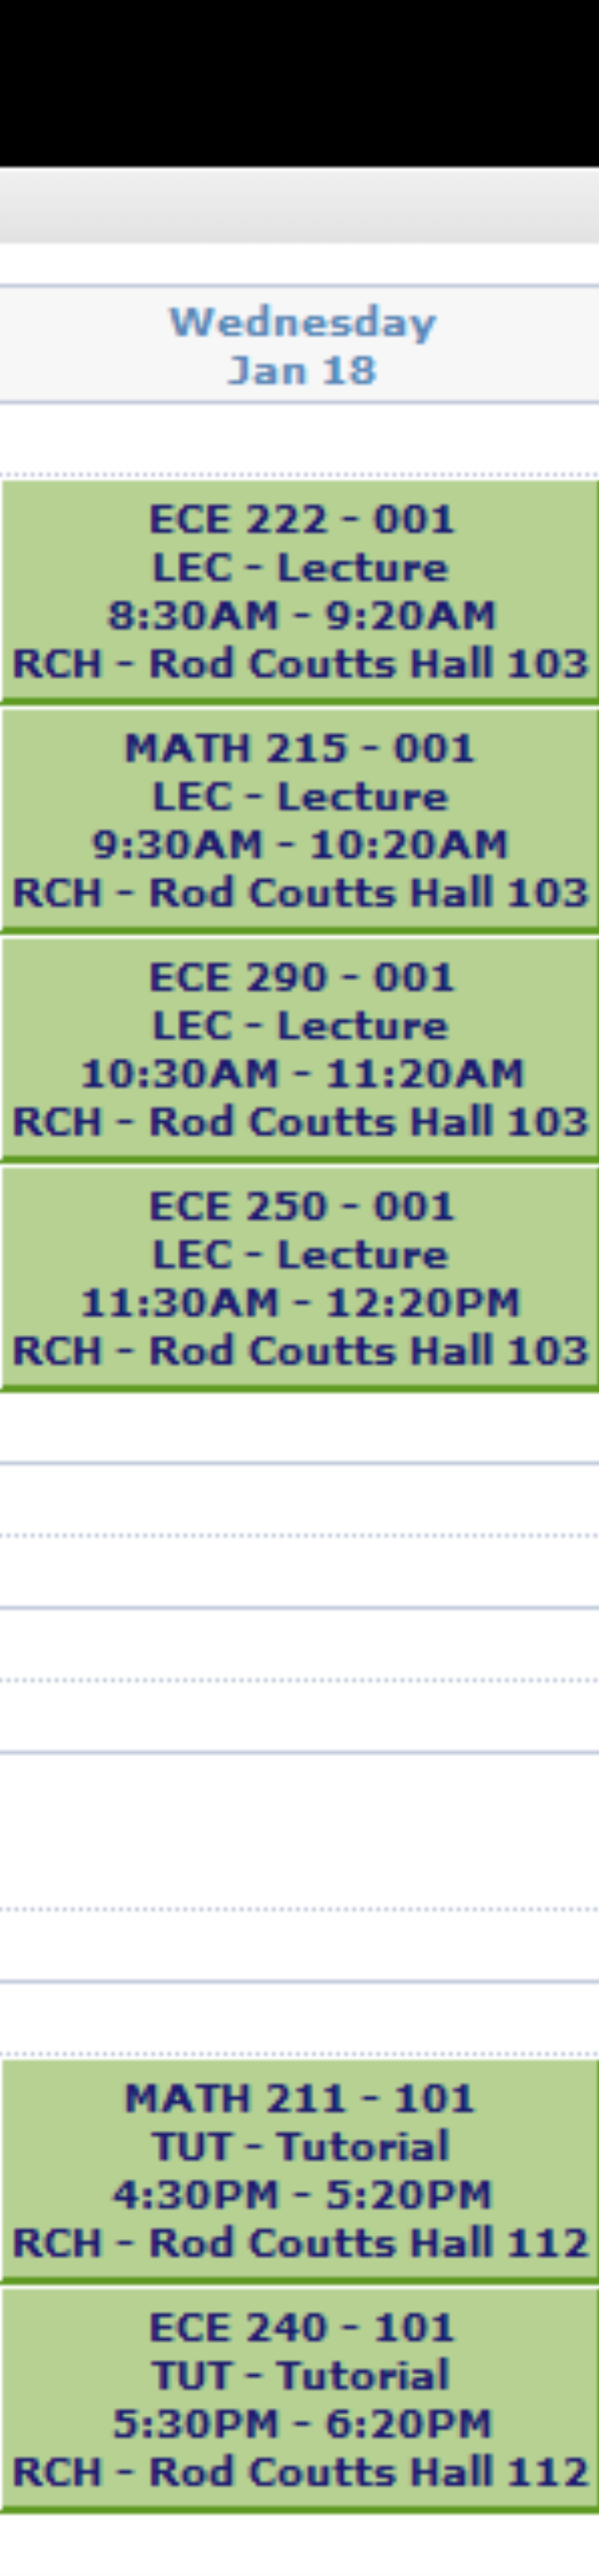 Wednesday
Jan 18
ECE 222 - 001
LEC - Lecture
8:30AM - 9:20AM
RCH - Rod Coutts Hall 103
MATH 215 - 001
LEC - Lecture
9:30AM - 10:20AM
RCH - Rod Coutts Hall 103
ECE 290 - 001
LEC - Lecture
10:30AM - 11:20AM
RCH - Rod Coutts Hall 103
ECE 250 - 001
LEC - Lecture
11:30AM - 12:20PM
RCH - Rod Coutts Hall 103
MATH 211 - 101
TUT - Tutorial
4:30PM - 5:20PM
RCH - Rod Coutts Hall 112
ECE 240 - 101
TUT - Tutorial
5:30PM - 6:20PM
RCH - Rod Coutts Hall 112